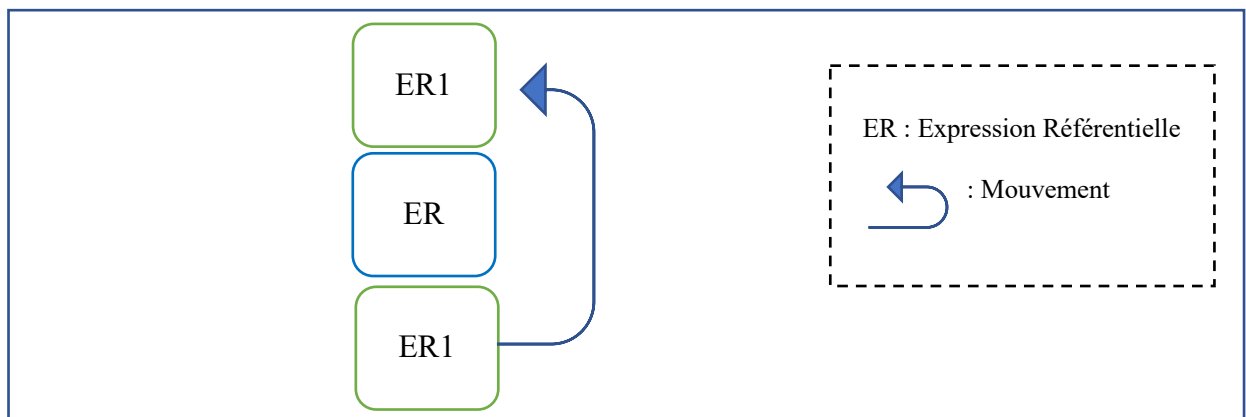 ER1
ER
ER1
ER : Expression Référentielle
: Mouvement